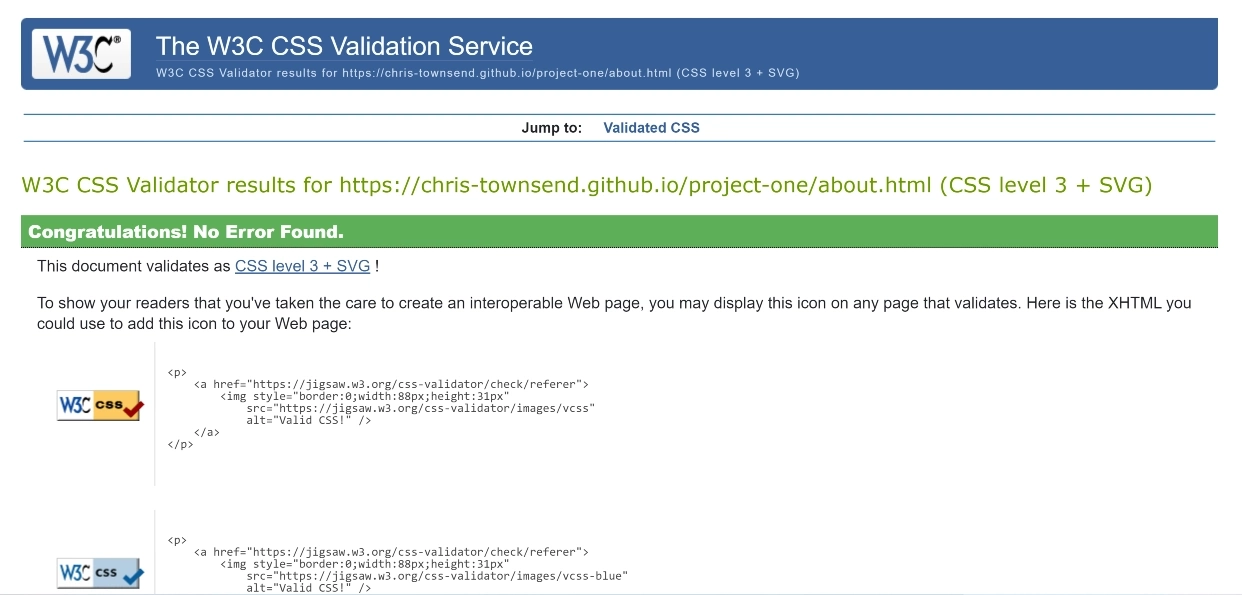 W3C®
The W3C CSS Validation Service
W3C CSS Validator results for https://chris-townsend.github.io/project-one/about.html (CSS level 3 + SVG)
Jump to: Validated CSS
W3C CSS Validator results for https://chris-townsend.github.io/project-one/about.html (CSS level 3 + SVG)
Congratulations! No Error Found.
This document validates as CSS level 3 + SVG !
To show your readers that you've taken the care to create an interoperable Web page, you may display this icon on any page that validates. Here is the XHTML you
could use to add this icon to your Web page:
W3C css
<p>
    <a href="https://jigsaw.w3.org/css-validator/check/referer">
        <img style="border:0;width:88px;height:31px"
            src="https://jigsaw.w3.org/css-validator/images/vcss"
            alt="Valid CSS!" />
    </a>
</p>
W3C css
<p>
    <a href="https://jigsaw.w3.org/css-validator/check/referer">
        <img style="border:0;width:88px;height:31px"
            src="https://jigsaw.w3.org/css-validator/images/vcss-blue"
            alt="Valid CSS!" />